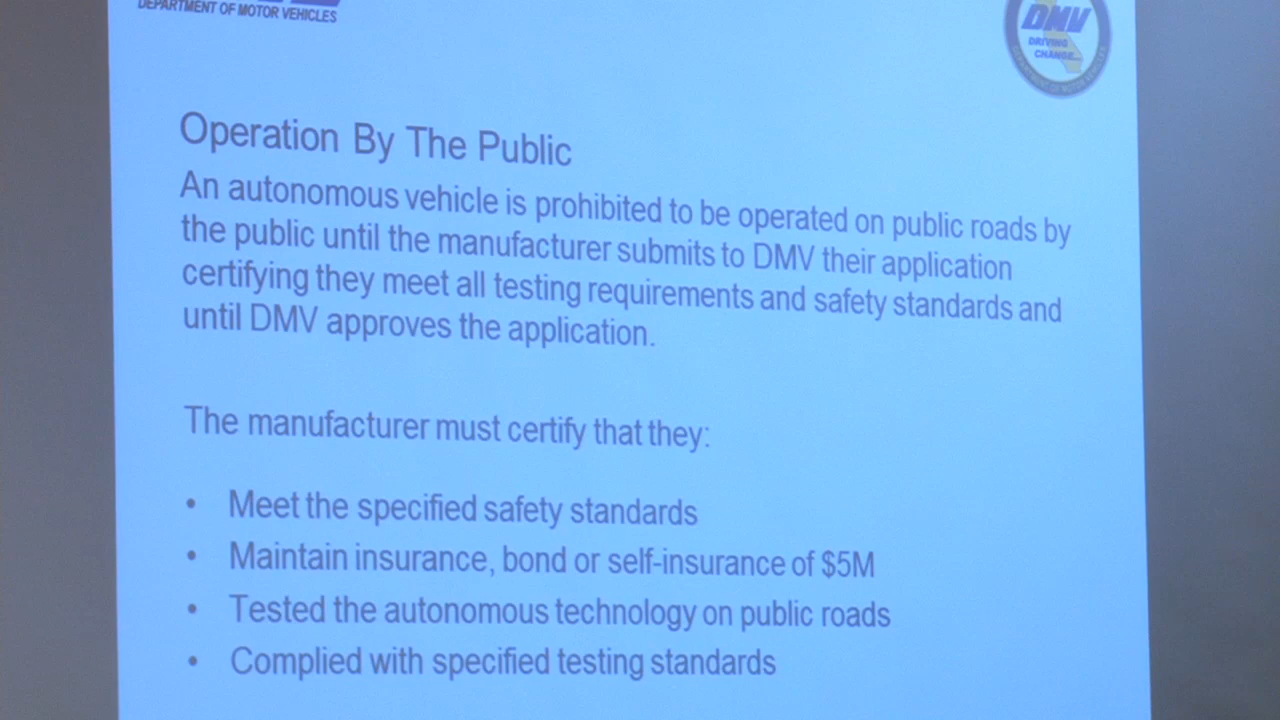 DEPARTMENT OF MOTOR VEHICLES
DMV
DRIVING
CHANGE
Operation By The Public
An autonomous vehicle is prohibited to be operated on public roads by
the public until the manufacturer submits to DMV their application
certifying they meet all testing requirements and safety standards and
until DMV approves the application.
The manufacturer must certify that they:
• Meet the specified safety standards
• Maintain insurance, bond or self-insurance of $5M
• Tested the autonomous technology on public roads
• Complied with specified testing standards